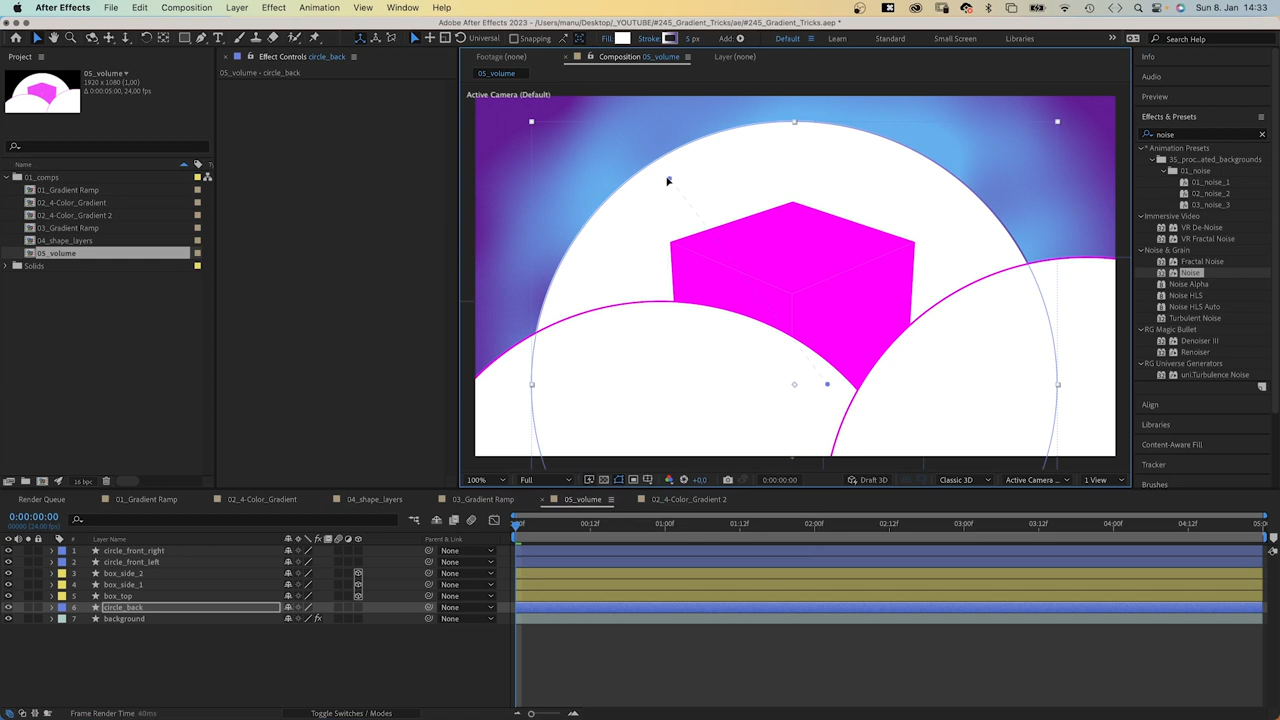 After Effects File Edit Composition Layer Effect Animation View Window Help Sun 8. Jan 14:33
Adobe After Effects 2023 - /Users/manu/Desktop/_YOUTUBE/#245_Gradient_Tricks/ae/#245_Gradient_Tricks.aep *
Universal Snapping Fill: Stroke: 5 px Add: Default Learn Standard Small Screen Libraries Search Help
Project
05_volume
1920 x 1080 (1,00)
Δ 0:00:05:00, 24,00 fps
Name
01_comps
01_Gradient Ramp
02_4-Color_Gradient
02_4-Color_Gradient 2
03_Gradient Ramp
04_shape_layers
05_volume
Solids
16 bpc
Effect Controls circle_back
05_volume • circle_back
Footage (none) Composition 05_volume Layer (none)
05_volume
Active Camera (Default)
100% Full +0,0 0:00:00:00 Draft 3D Classic 3D Active Camera ... 1 View
Info
Audio
Preview
Effects & Presets
noise
* Animation Presets
35_proc...ated_backgrounds
01_noise
01_noise_1
02_noise_2
03_noise_3
Immersive Video
VR De-Noise
VR Fractal Noise
Noise & Grain
Fractal Noise
Noise
Noise Alpha
Noise HLS
Noise HLS Auto
Turbulent Noise
RG Magic Bullet
Denoiser III
Renoiser
RG Universe Generators
uni.Turbulence Noise
Align
Libraries
Content-Aware Fill
Tracker
Brushes
Render Queue 01_Gradient Ramp 02_4-Color_Gradient 04_shape_layers 03_Gradient Ramp 05_volume 02_4-Color_Gradient 2
0:00:00:00
00000 (24.00 fps)
00:12f 01:00f 01:12f 02:00f 02:12f 03:00f 03:12f 04:00f 04:12f
# Layer Name Parent & Link
1 circle_front_right None
2 circle_front_left None
3 box_side_2 None
4 box_side_1 None
5 box_top None
6 circle_back None
7 background None
Frame Render Time 40ms Toggle Switches / Modes